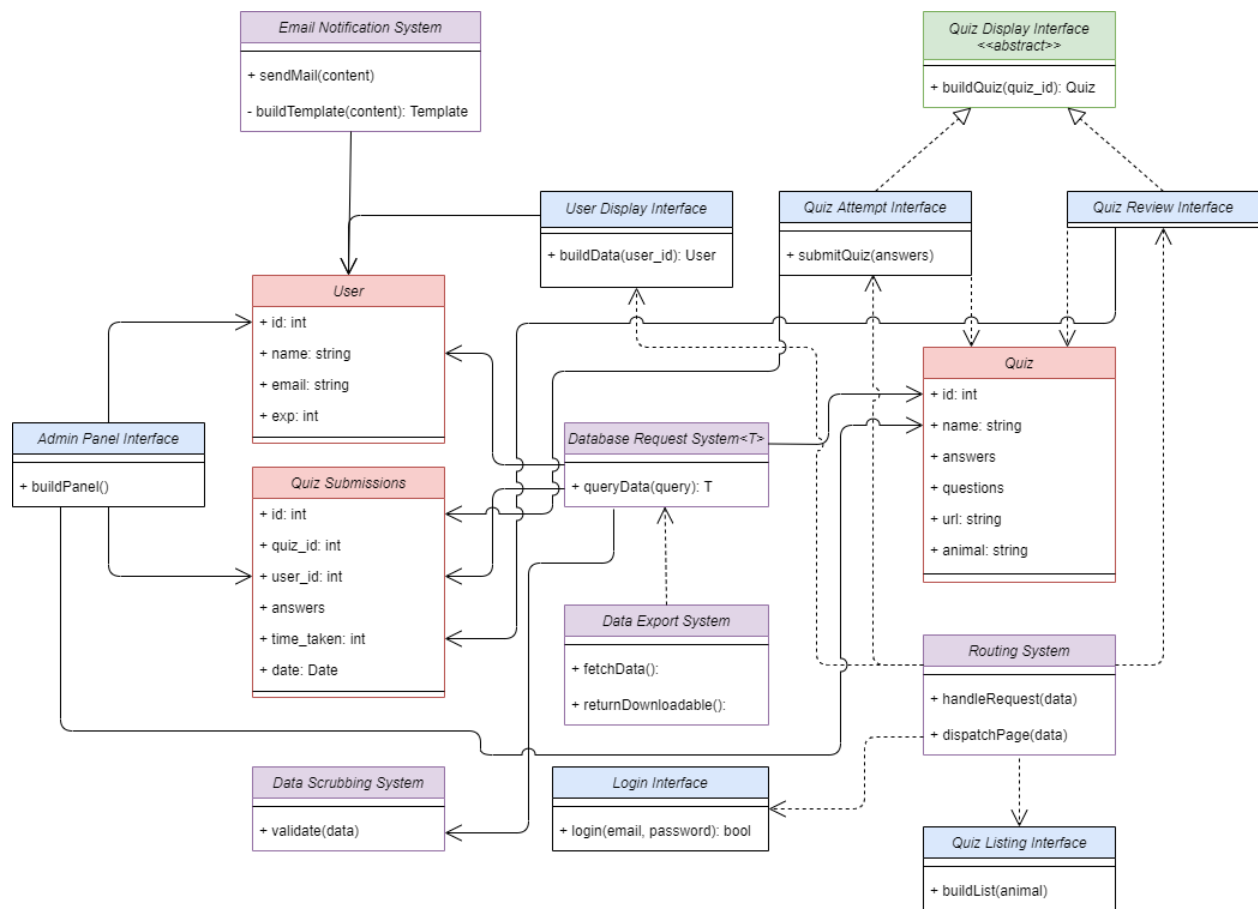 Email Notification System
+ sendMail(content)
- buildTemplate(content): Template
Quiz Display Interface
<<abstract>>
+ buildQuiz(quiz_id): Quiz
User Display Interface
+ buildData(user_id): User
Quiz Attempt Interface
+ submitQuiz(answers)
Quiz Review Interface
User
+ id: int
+ name: string
+ email: string
+ exp: int
Quiz
+ id: int
+ name: string
+ answers
+ questions
+ url: string
+ animal: string
Admin Panel Interface
+ buildPanel()
Database Request System<T>
+ queryData(query): T
Quiz Submissions
+ id: int
+ quiz_id: int
+ user_id: int
+ answers
+ time_taken: int
+ date: Date
Data Export System
+ fetchData():
+ returnDownloadable():
Routing System
+ handleRequest(data)
+ dispatchPage(data)
Data Scrubbing System
+ validate(data)
Login Interface
+ login(email, password): bool
Quiz Listing Interface
+ buildList(animal)